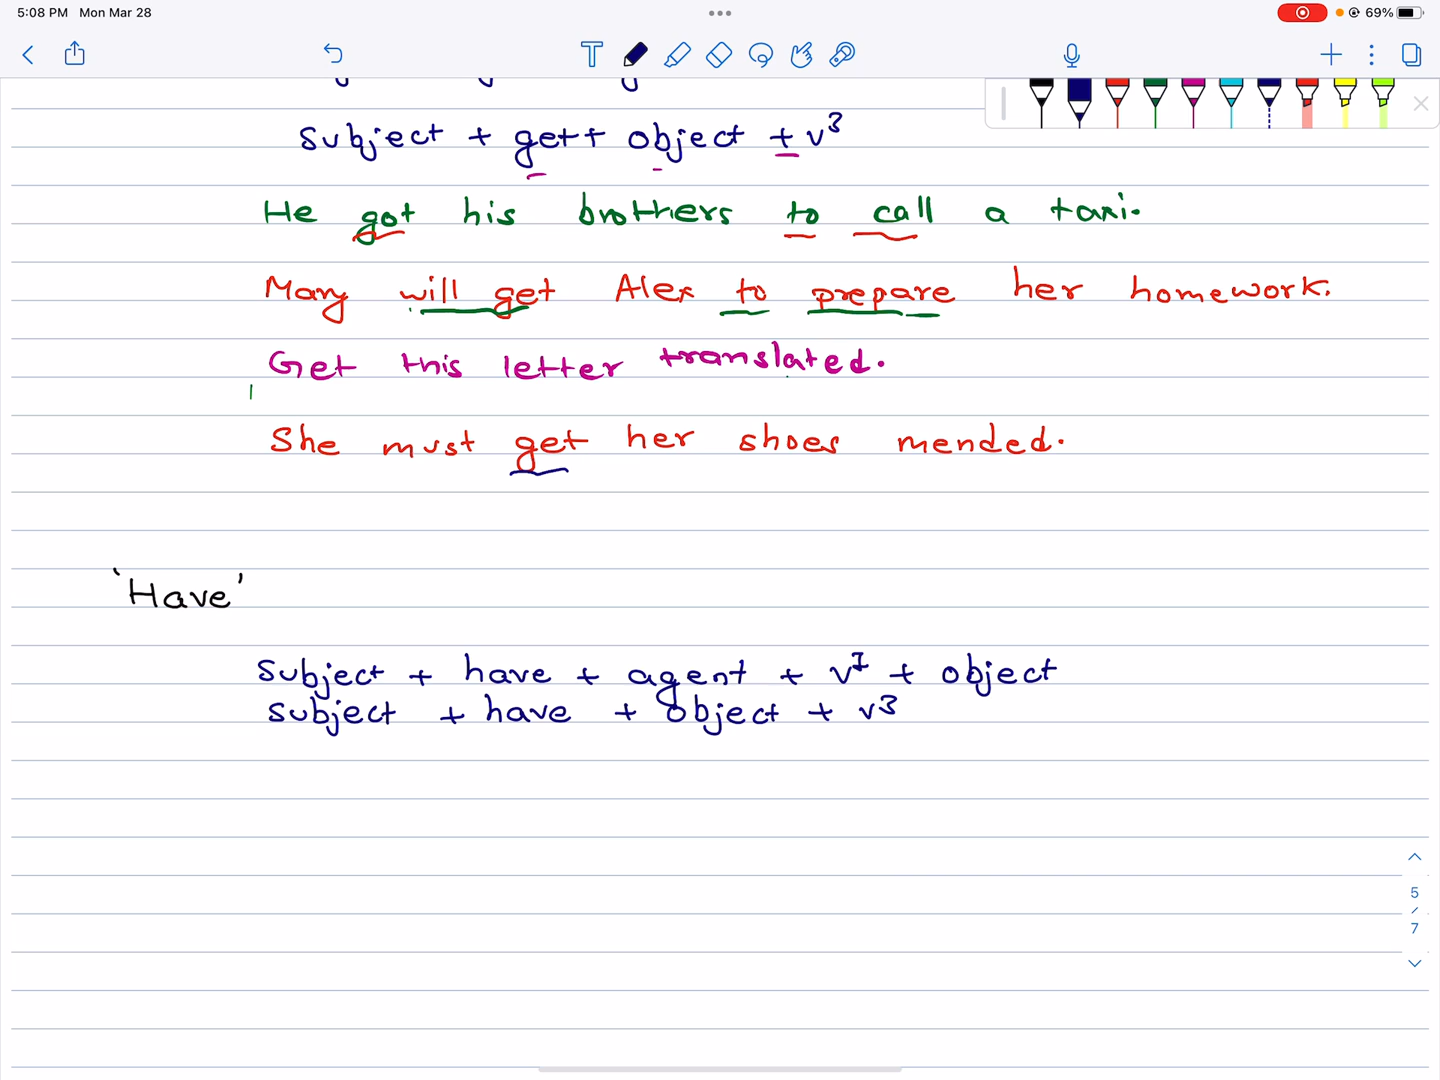 5:08 PM Mon Mar 28
69%
subject + get + object + v3
He got his brothers to call a taxi.
Mary will get Alex to prepare her homework.
Get this letter translated.
She must get her shoes mended.
'Have'
subject + have + agent + vI + object
subject + have + object + v3
5
/
7